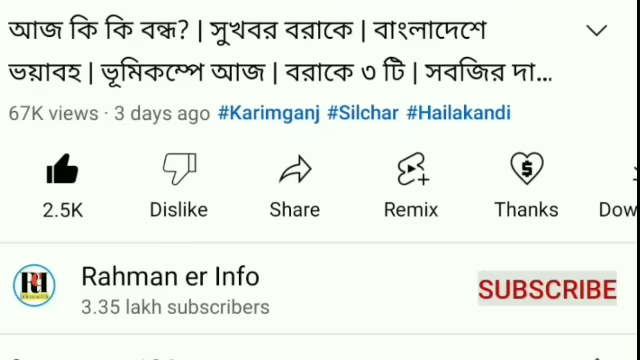 আজ কি কি বন্ধ? | সুখবর বরাকে | বাংলাদেশে
ভয়াবহ | ভূমিকম্পে আজ | বরাকে ৩ টি | সবজির দা...
67K views · 3 days ago #Karimganj #Silchar #Hailakandi
2.5K Dislike Share Remix Thanks Dow
Rahman er Info
SUBSCRIBE
3.35 lakh subscribers